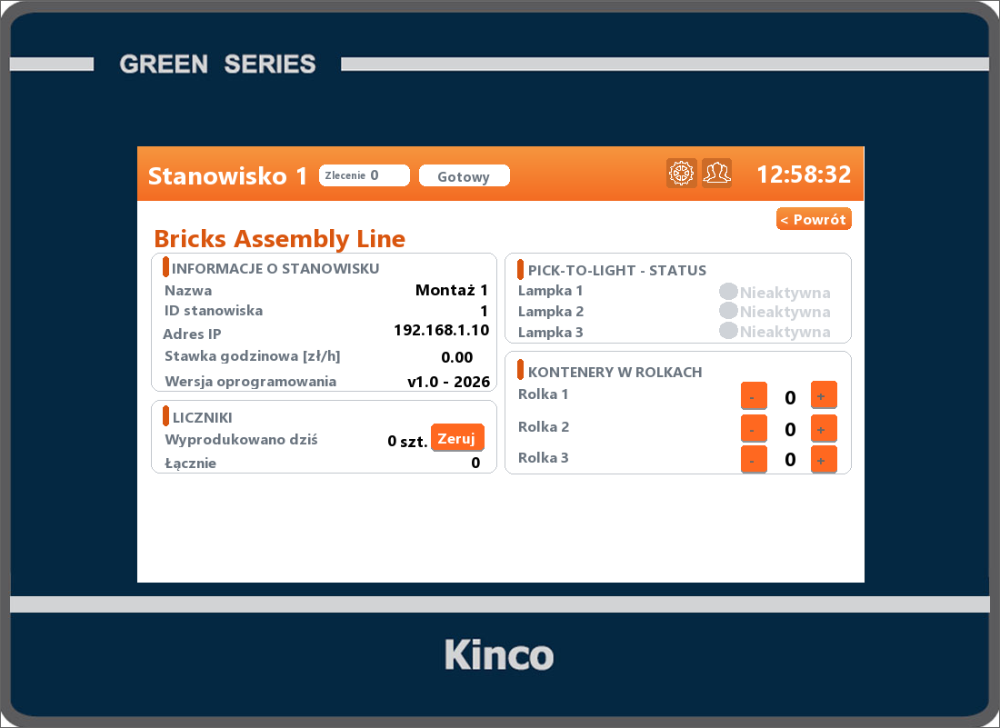 GREEN SERIES
Stanowisko 1 Zlecenie 0 Gotowy 12:58:32
< Powrót
Bricks Assembly Line
INFORMACJE O STANOWISKU
Nazwa Montaż 1
ID stanowiska 1
Adres IP 192.168.1.10
Stawka godzinowa [zł/h] 0.00
Wersja oprogramowania v1.0 - 2026
LICZNIKI
Wyprodukowano dziś 0 szt. Zeruj
Łącznie 0
PICK-TO-LIGHT - STATUS
Lampka 1 Nieaktywna
Lampka 2 Nieaktywna
Lampka 3 Nieaktywna
KONTENERY W ROLKACH
Rolka 1 - 0 +
Rolka 2 - 0 +
Rolka 3 - 0 +
Kinco